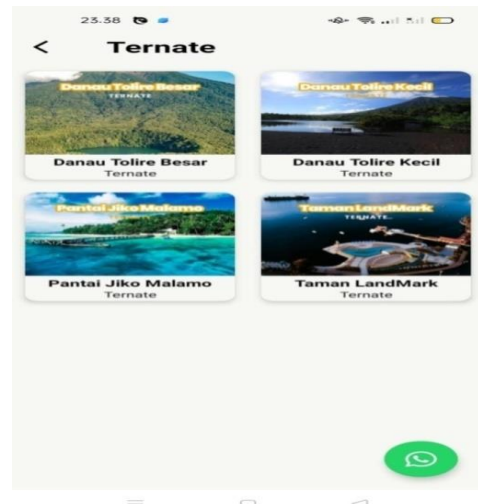 23.38
Ternate
Danau Tolire Besar
TERNATE
Danau Tolire Besar
Ternate
Danau Tolire Kecil
Danau Tolire Kecil
Ternate
Pantai Jiko Malamo
Pantai Jiko Malamo
Ternate
Taman LandMark
TERNATE
Taman LandMark
Ternate